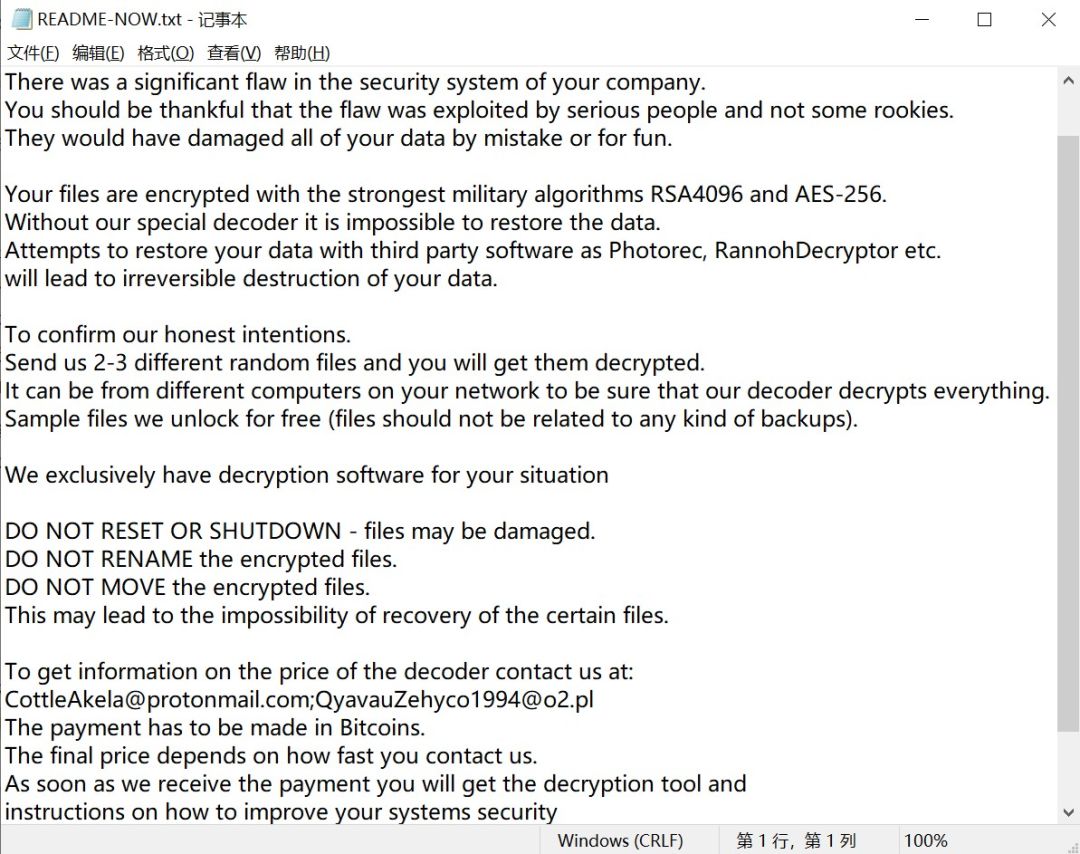 README-NOW.txt - 记事本
文件(F) 编辑(E) 格式(O) 查看(V) 帮助(H)
There was a significant flaw in the security system of your company.
You should be thankful that the flaw was exploited by serious people and not some rookies.
They would have damaged all of your data by mistake or for fun.
Your files are encrypted with the strongest military algorithms RSA4096 and AES-256.
Without our special decoder it is impossible to restore the data.
Attempts to restore your data with third party software as Photorec, RannohDecryptor etc.
will lead to irreversible destruction of your data.
To confirm our honest intentions.
Send us 2-3 different random files and you will get them decrypted.
It can be from different computers on your network to be sure that our decoder decrypts everything.
Sample files we unlock for free (files should not be related to any kind of backups).
We exclusively have decryption software for your situation
DO NOT RESET OR SHUTDOWN - files may be damaged.
DO NOT RENAME the encrypted files.
DO NOT MOVE the encrypted files.
This may lead to the impossibility of recovery of the certain files.
To get information on the price of the decoder contact us at:
CottleAkela@protonmail.com;QyavauZehyco1994@o2.pl
The payment has to be made in Bitcoins.
The final price depends on how fast you contact us.
As soon as we receive the payment you will get the decryption tool and
instructions on how to improve your systems security
Windows (CRLF) 第 1 行，第 1 列 100%